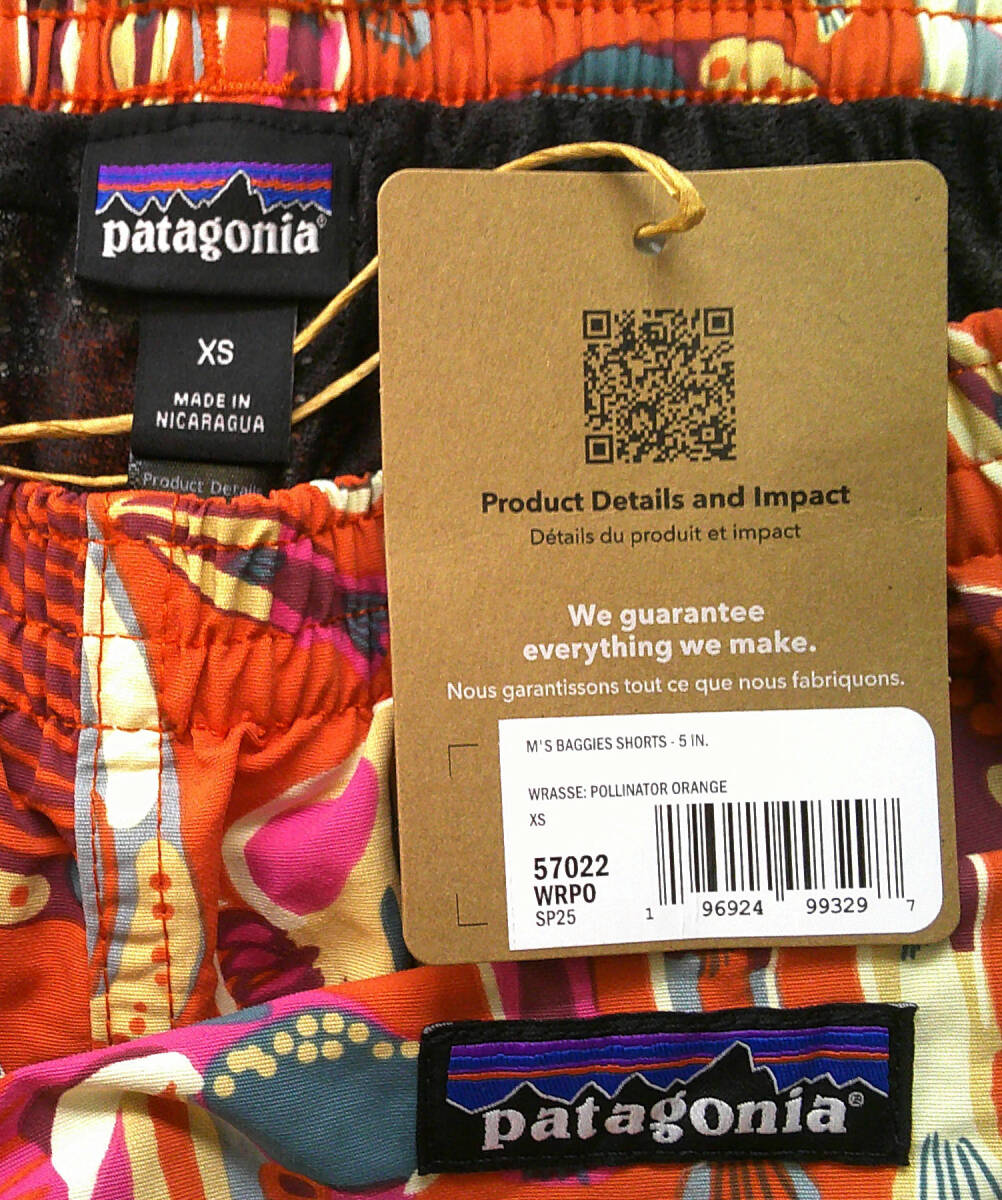 patagonia®
XS
MADE IN
NICARAGUA
Product Details
Product Details and Impact
Détails du produit et impact
We guarantee
everything we make.
Nous garantissons tout ce que nous fabriquons.
M'S BAGGIES SHORTS - 5 IN.
WRASSE: POLLINATOR ORANGE
XS
57022
WRPO
SP25
1 96924 99329 7
patagonia®